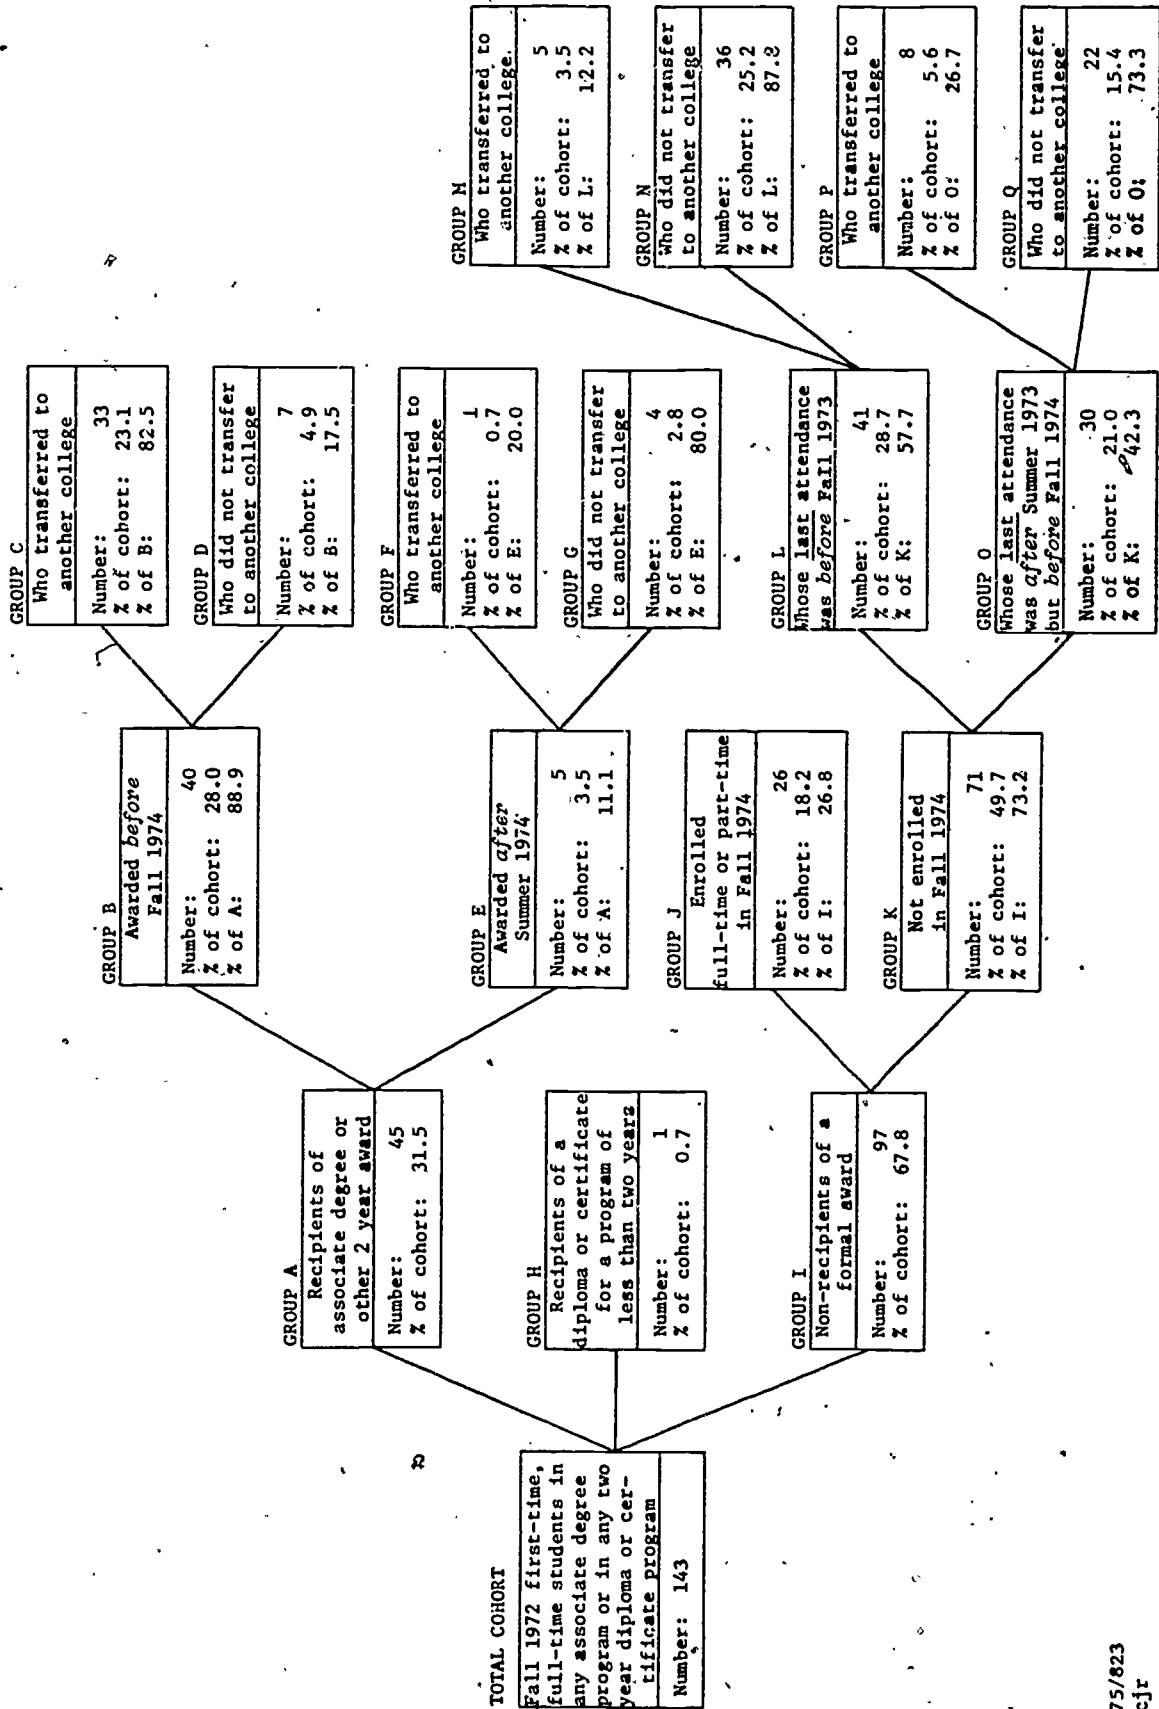 TOTAL COHORT
Fall 1972 first-time,
full-time students in
any associate degree
program or in any two
year diploma or cer-
tificate program
Number: 143
GROUP A
Recipients of
associate degree or
other 2 year award
Number: 45
% of cohort: 31.5
GROUP H
Recipients of a
diploma or certificate
for a program of
less than two years
Number: 1
% of cohort: 0.7
GROUP I
Non-recipients of a
formal award
Number: 97
% of cohort: 67.8
GROUP B
Awarded before
Fall 1974
Number: 40
% of cohort: 28.0
% of A: 88.9
GROUP E
Awarded after
Summer 1974
Number: 5
% of cohort: 3.5
% of A: 11.1
GROUP J
Enrolled
full-time or part-time
in Fall 1974
Number: 26
% of cohort: 18.2
% of I: 26.8
GROUP K
Not enrolled
in Fall 1974
Number: 71
% of cohort: 49.7
% of I: 73.2
GROUP C
Who transferred to
another college
Number: 33
% of cohort: 23.1
% of B: 82.5
GROUP D
Who did not transfer
to another college
Number: 7
% of cohort: 4.9
% of B: 17.5
GROUP F
Who transferred to
another college
Number: 1
% of cohort: 0.7
% of E: 20.0
GROUP G
Who did not transfer
to another college
Number: 4
% of cohort: 2.8
% of E: 80.0
GROUP L
Whose last attendance
was before Fall 1973
Number: 41
% of cohort: 28.7
% of K: 57.7
GROUP O
Whose last attendance
was after Summer 1973
but before Fall 1974
Number: 30
% of cohort: 21.0
% of K: 42.3
GROUP M
Who transferred to
another college.
Number: 5
% of cohort: 3.5
% of L: 12.2
GROUP N
Who did not transfer
to another college
Number: 36
% of cohort: 25.2
% of L: 87.8
GROUP P
Who transferred to
another college
Number: 8
% of cohort: 5.6
% of O: 26.7
GROUP Q
Who did not transfer
to another college
Number: 22
% of cohort: 15.4
% of O: 73.3
75/823
cjr